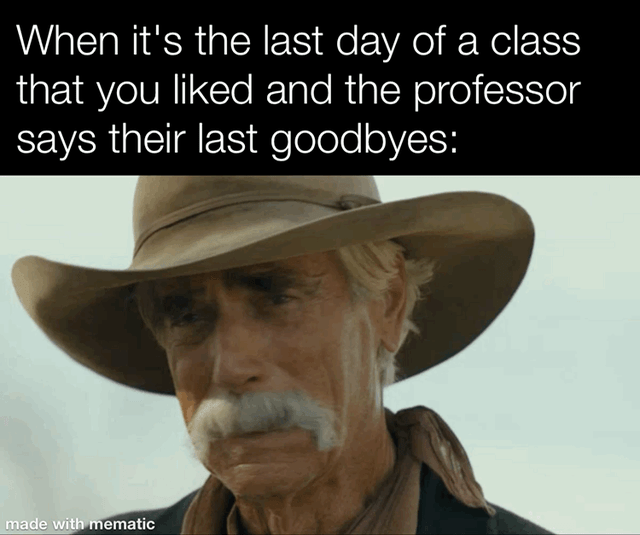 When it's the last day of a class
that you liked and the professor
says their last goodbyes:
made with mematic